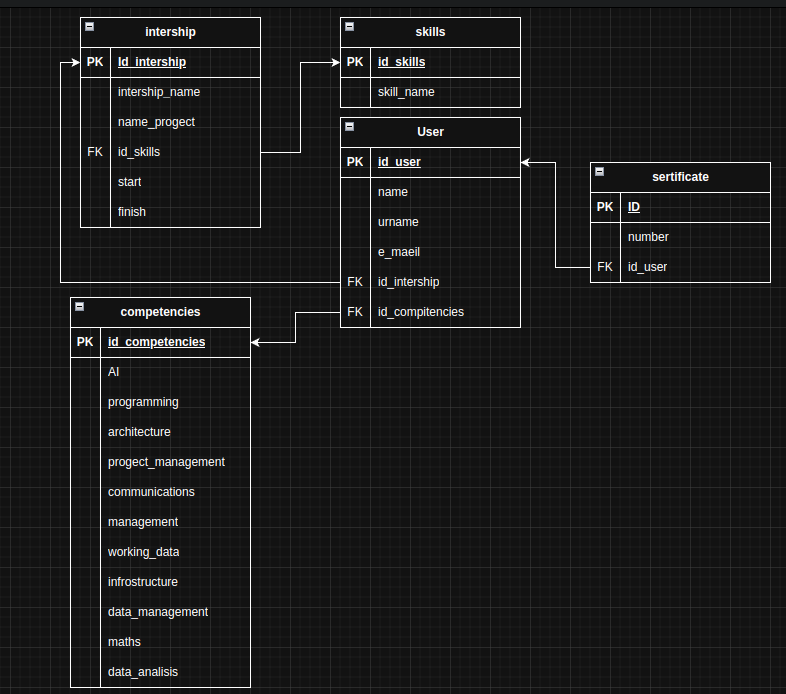 intership
PK Id_intership
intership_name
name_progect
FK id_skills
start
finish
skills
PK id_skills
skill_name
User
PK id_user
name
urname
e_maeil
FK id_intership
FK id_compitencies
sertificate
PK ID
number
FK id_user
competencies
PK id_competencies
AI
programming
architecture
progect_management
communications
management
working_data
infrostructure
data_management
maths
data_analisis